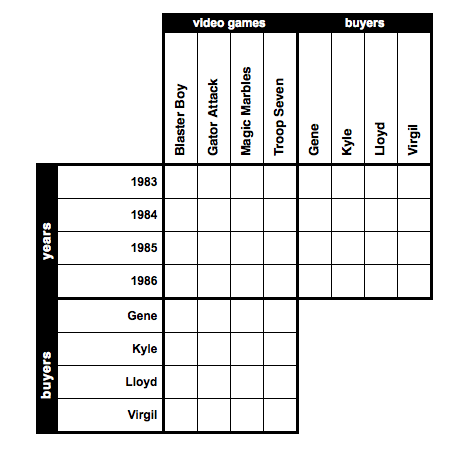 video games
buyers
Blaster Boy
Gator Attack
Magic Marbles
Troop Seven
Gene
Kyle
Lloyd
Virgil
years
1983
1984
1985
1986
buyers
Gene
Kyle
Lloyd
Virgil